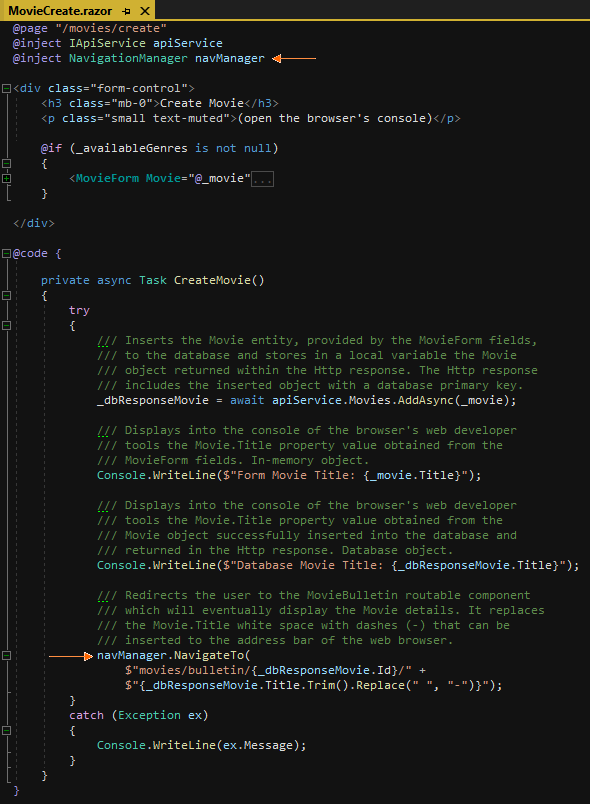 MovieCreate.razor
@page "/movies/create"
@inject IApiService apiService
@inject NavigationManager navManager
<div class="form-control">
    <h3 class="mb-0">Create Movie</h3>
    <p class="small text-muted">(open the browser's console)</p>
    @if (_availableGenres is not null)
    {
        <MovieForm Movie="@_movie"...
    }
</div>
@code {
    private async Task CreateMovie()
    {
        try
        {
            /// Inserts the Movie entity, provided by the MovieForm fields,
            /// to the database and stores in a local variable the Movie
            /// object returned within the Http response. The Http response
            /// includes the inserted object with a database primary key.
            _dbResponseMovie = await apiService.Movies.AddAsync(_movie);
            /// Displays into the console of the browser's web developer
            /// tools the Movie.Title property value obtained from the
            /// MovieForm fields. In-memory object.
            Console.WriteLine($"Form Movie Title: {_movie.Title}");
            /// Displays into the console of the browser's web developer
            /// tools the Movie.Title property value obtained from the
            /// Movie object successfully inserted into the database and
            /// returned in the Http response. Database object.
            Console.WriteLine($"Database Movie Title: {_dbResponseMovie.Title}");
            /// Redirects the user to the MovieBulletin routable component
            /// which will eventually display the Movie details. It replaces
            /// the Movie.Title white space with dashes (-) that can be
            /// inserted to the address bar of the web browser.
            navManager.NavigateTo(
                $"movies/bulletin/{_dbResponseMovie.Id}/" +
                $"{_dbResponseMovie.Title.Trim().Replace(" ", "-")}");
        }
        catch (Exception ex)
        {
            Console.WriteLine(ex.Message);
        }
    }
}